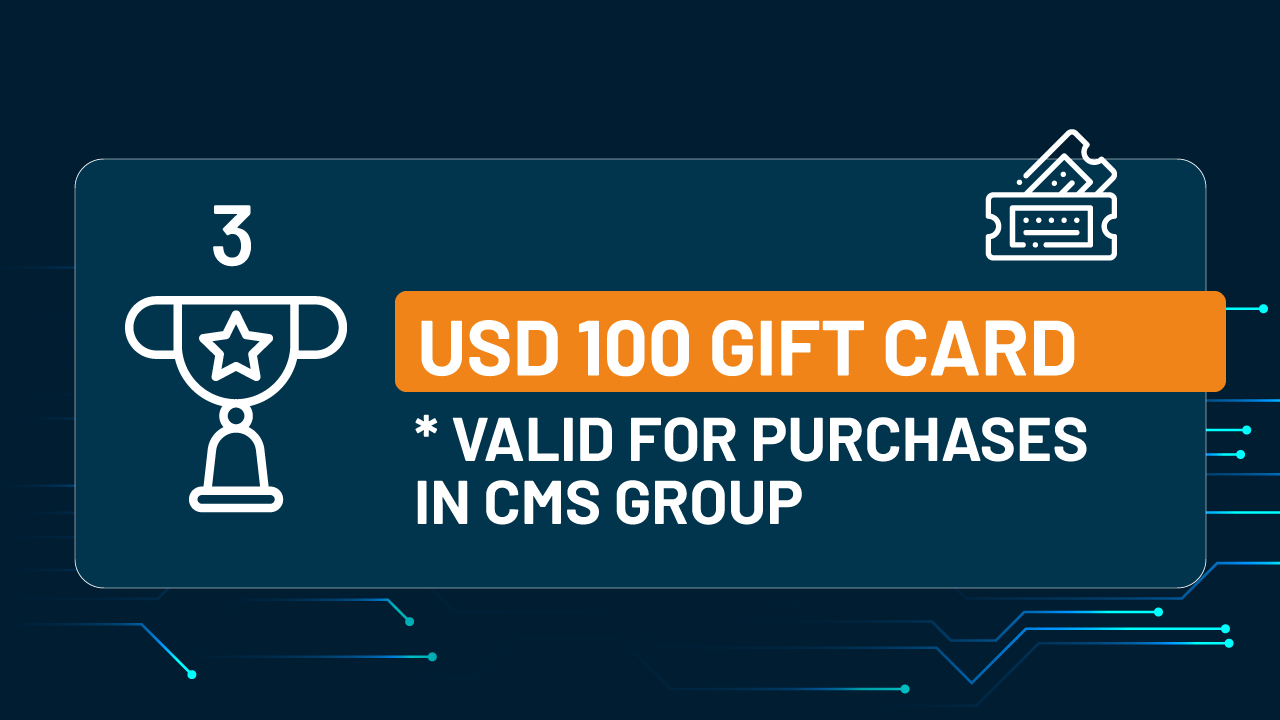 3
USD 100 GIFT CARD
* VALID FOR PURCHASES
IN CMS GROUP